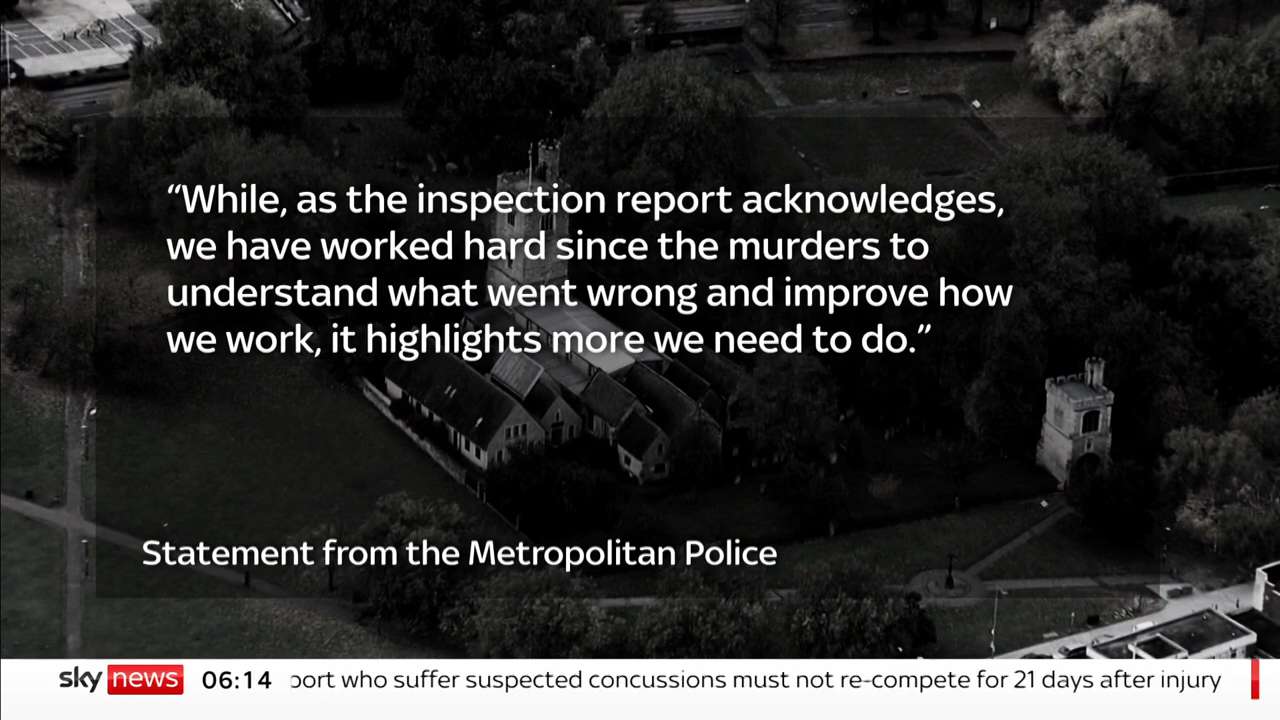 “While, as the inspection report acknowledges,
we have worked hard since the murders to
understand what went wrong and improve how
we work, it highlights more we need to do.”
Statement from the Metropolitan Police
sky news 06:14 port who suffer suspected concussions must not re-compete for 21 days after injury